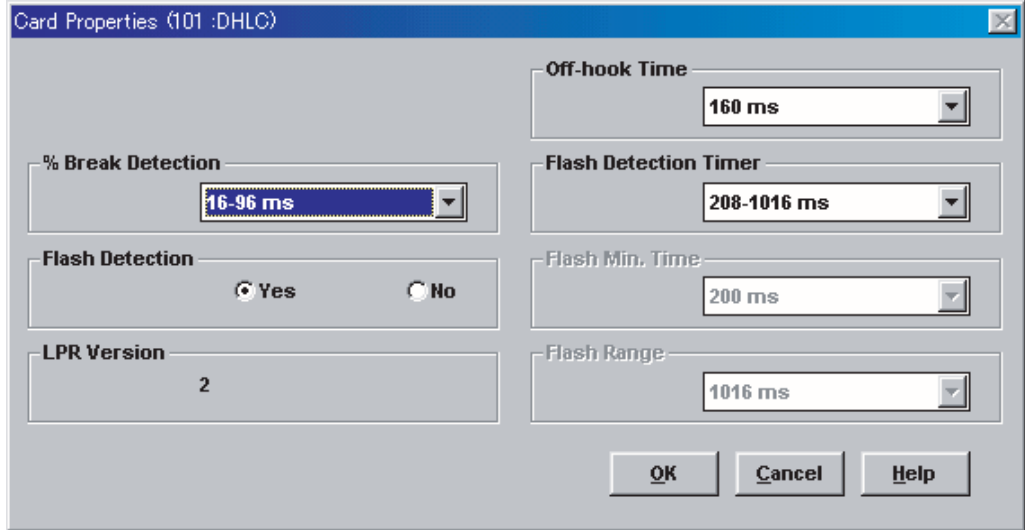 Card Properties (101 :DHLC)
Off-hook Time
160 ms
% Break Detection
16-96 ms
Flash Detection Timer
208-1016 ms
Flash Detection
Yes
No
Flash Min. Time
200 ms
LPR Version
2
Flash Range
1016 ms
OK
Cancel
Help